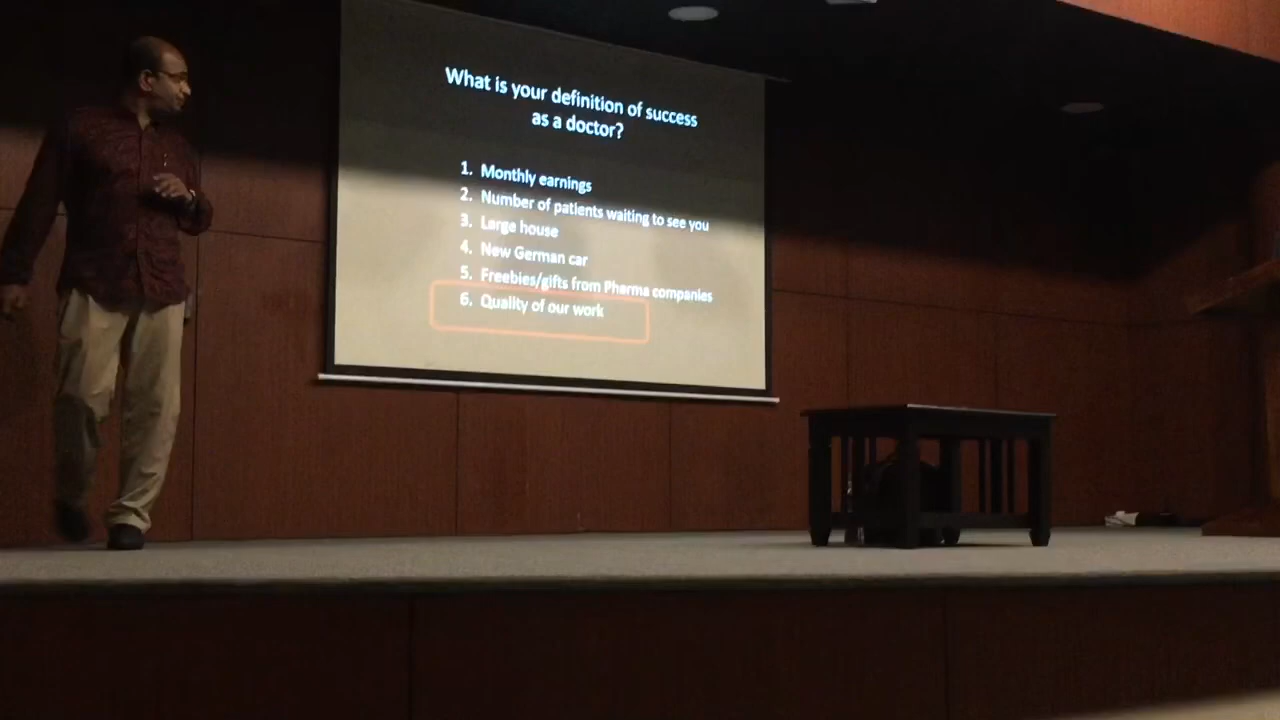 What is your definition of success
as a doctor?
1. Monthly earnings
2. Number of patients waiting to see you
3. Large house
4. New German car
5. Freebies/gifts from Pharma companies
6. Quality of our work